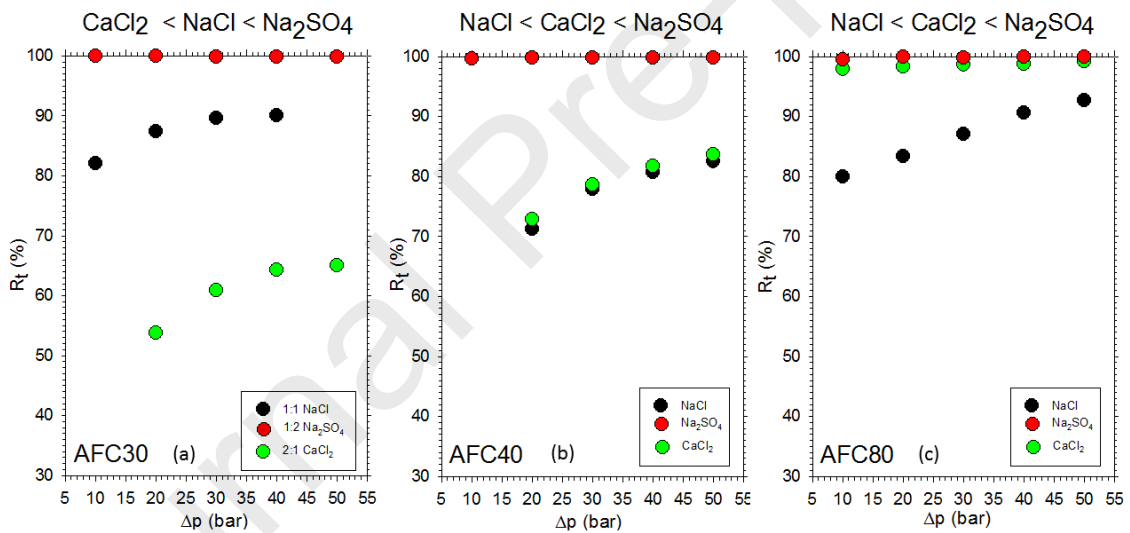 CaCl2 < NaCl < Na2SO4
100
90
80
70
60
50
40
30
Rt (%)
1:1 NaCl
1:2 Na2SO4
2:1 CaCl2
AFC30 (a)
5 10 15 20 25 30 35 40 45 50 55
Δp (bar)
NaCl < CaCl2 < Na2SO4
100
90
80
70
60
50
40
30
Rt (%)
NaCl
Na2SO4
CaCl2
AFC40 (b)
5 10 15 20 25 30 35 40 45 50 55
Δp (bar)
NaCl < CaCl2 < Na2SO4
100
90
80
70
60
50
40
30
Rt (%)
NaCl
Na2SO4
CaCl2
AFC80 (c)
5 10 15 20 25 30 35 40 45 50 55
Δp (bar)